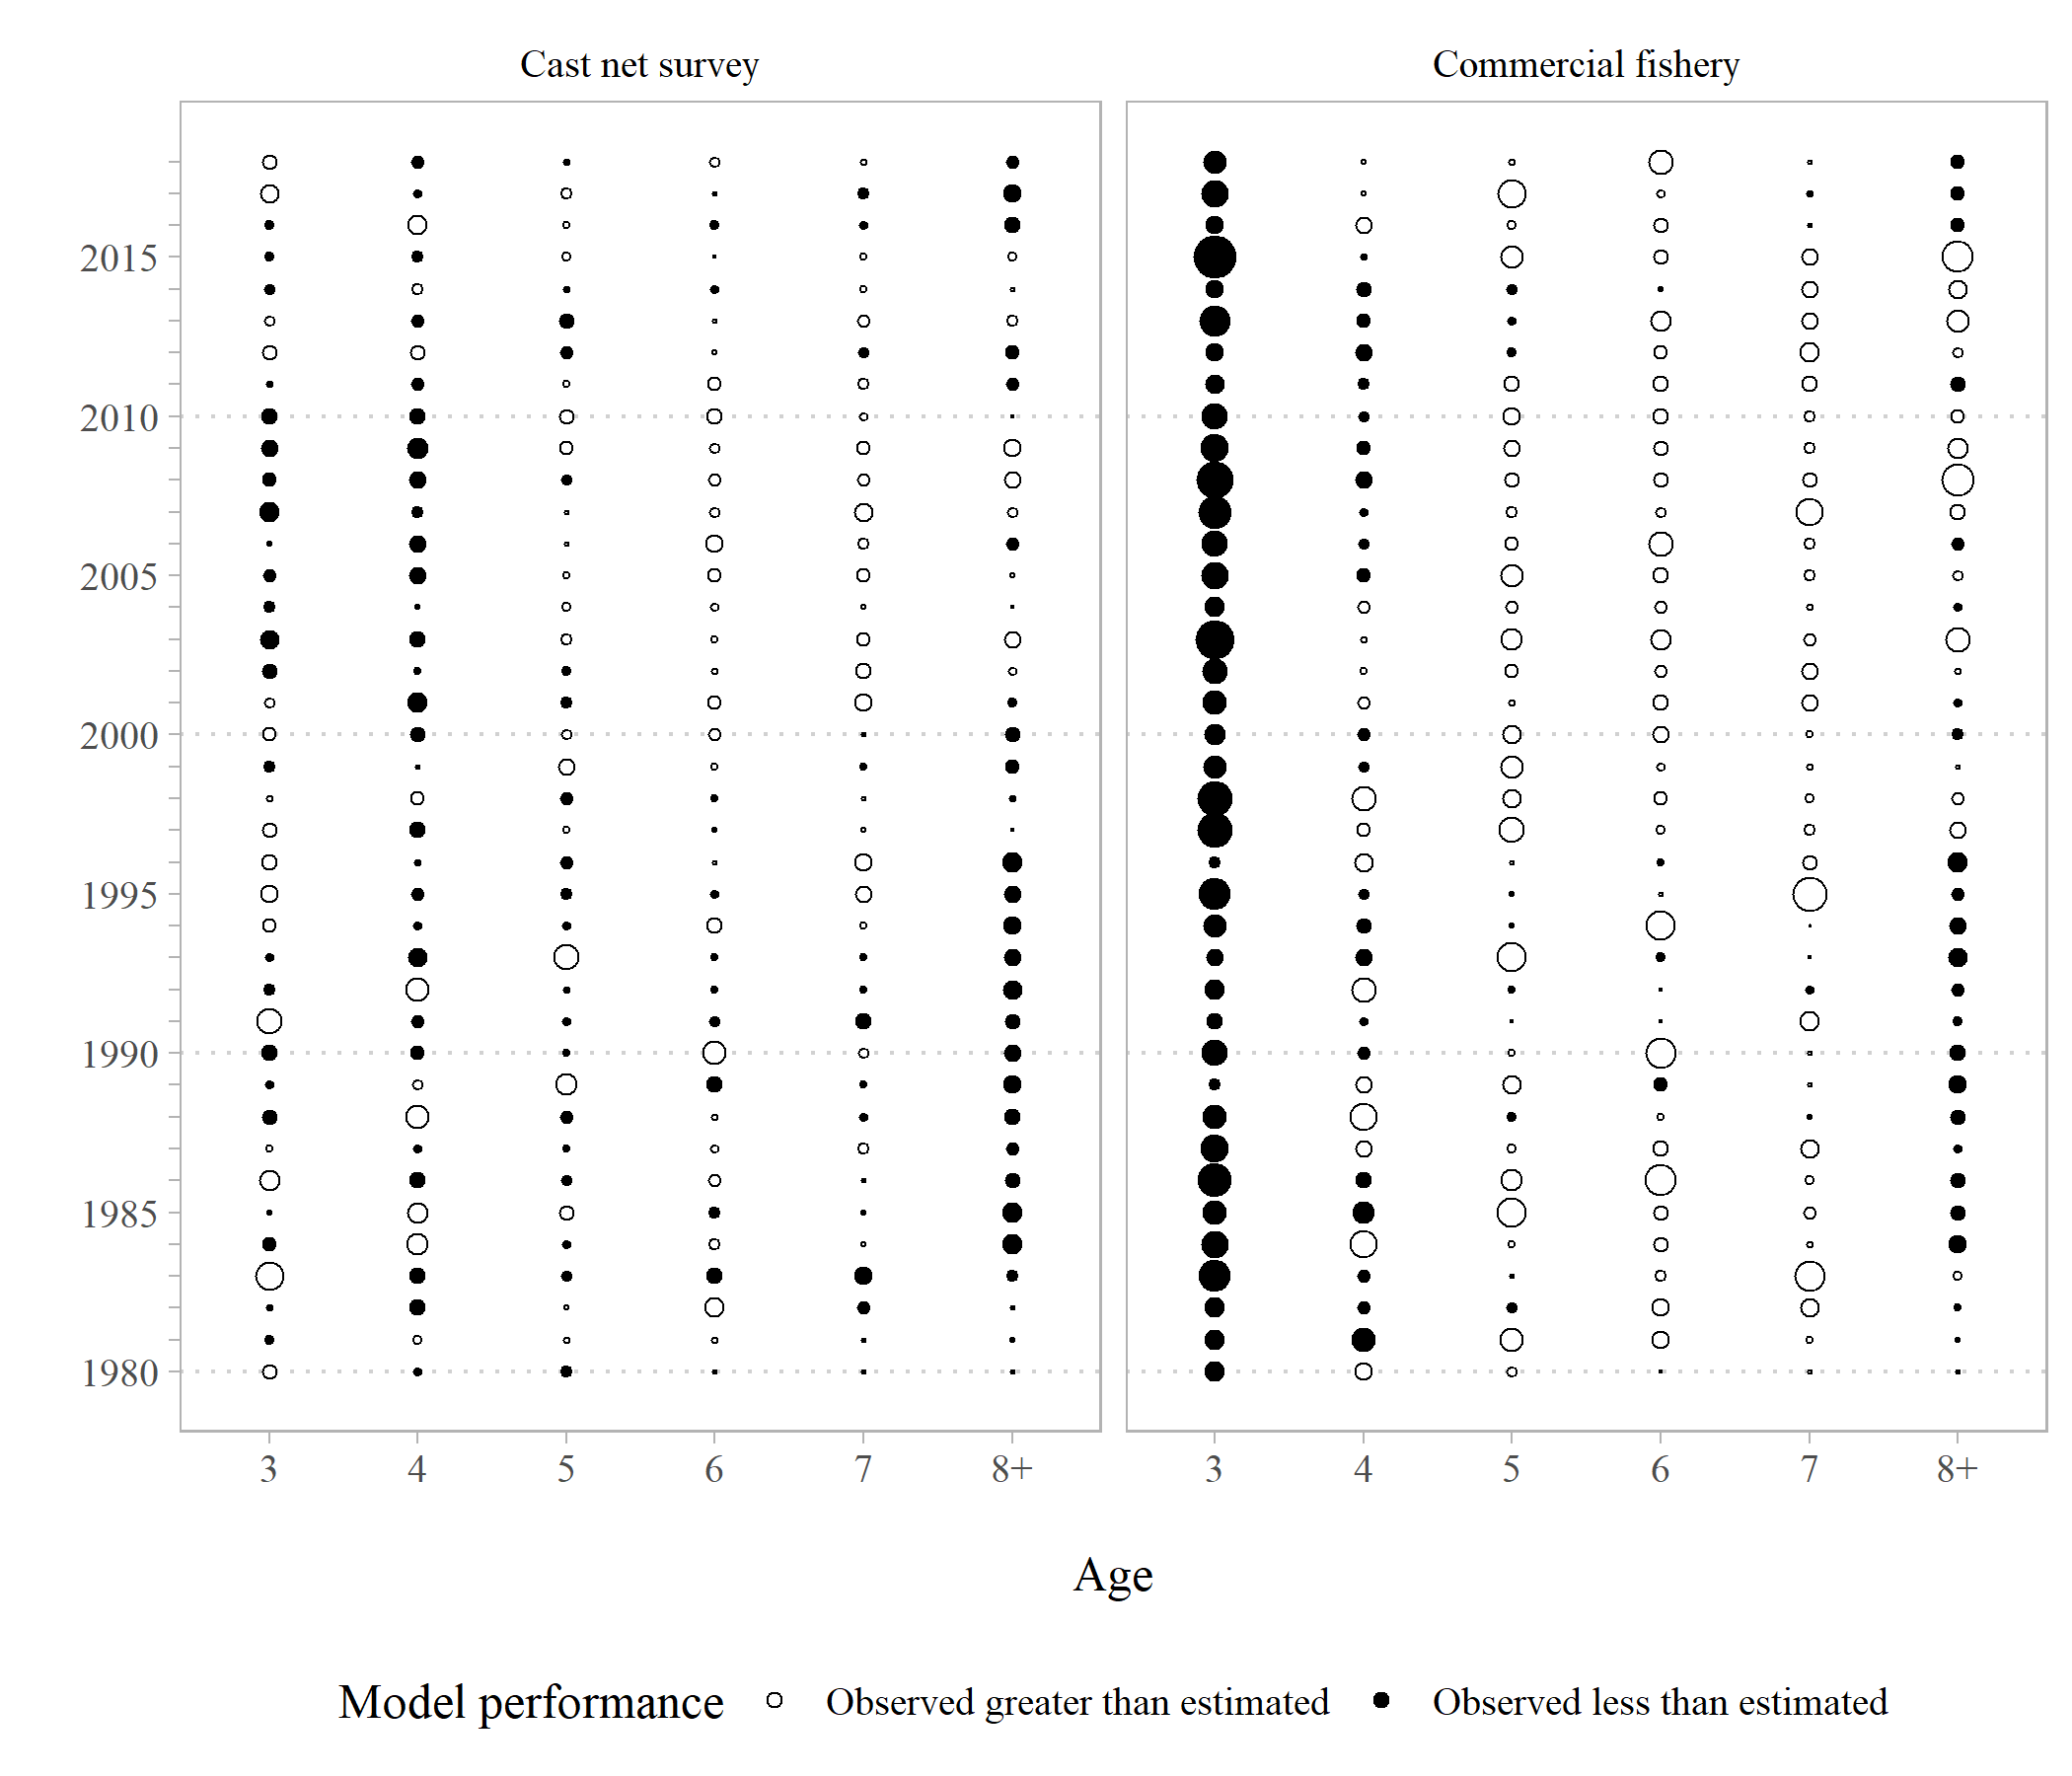 Cast net survey Commercial fishery
2015
2010
2005
2000
1995
1990
1985
1980
3 4 5 6 7 8+ 3 4 5 6 7 8+
Age
Model performance Observed greater than estimated Observed less than estimated